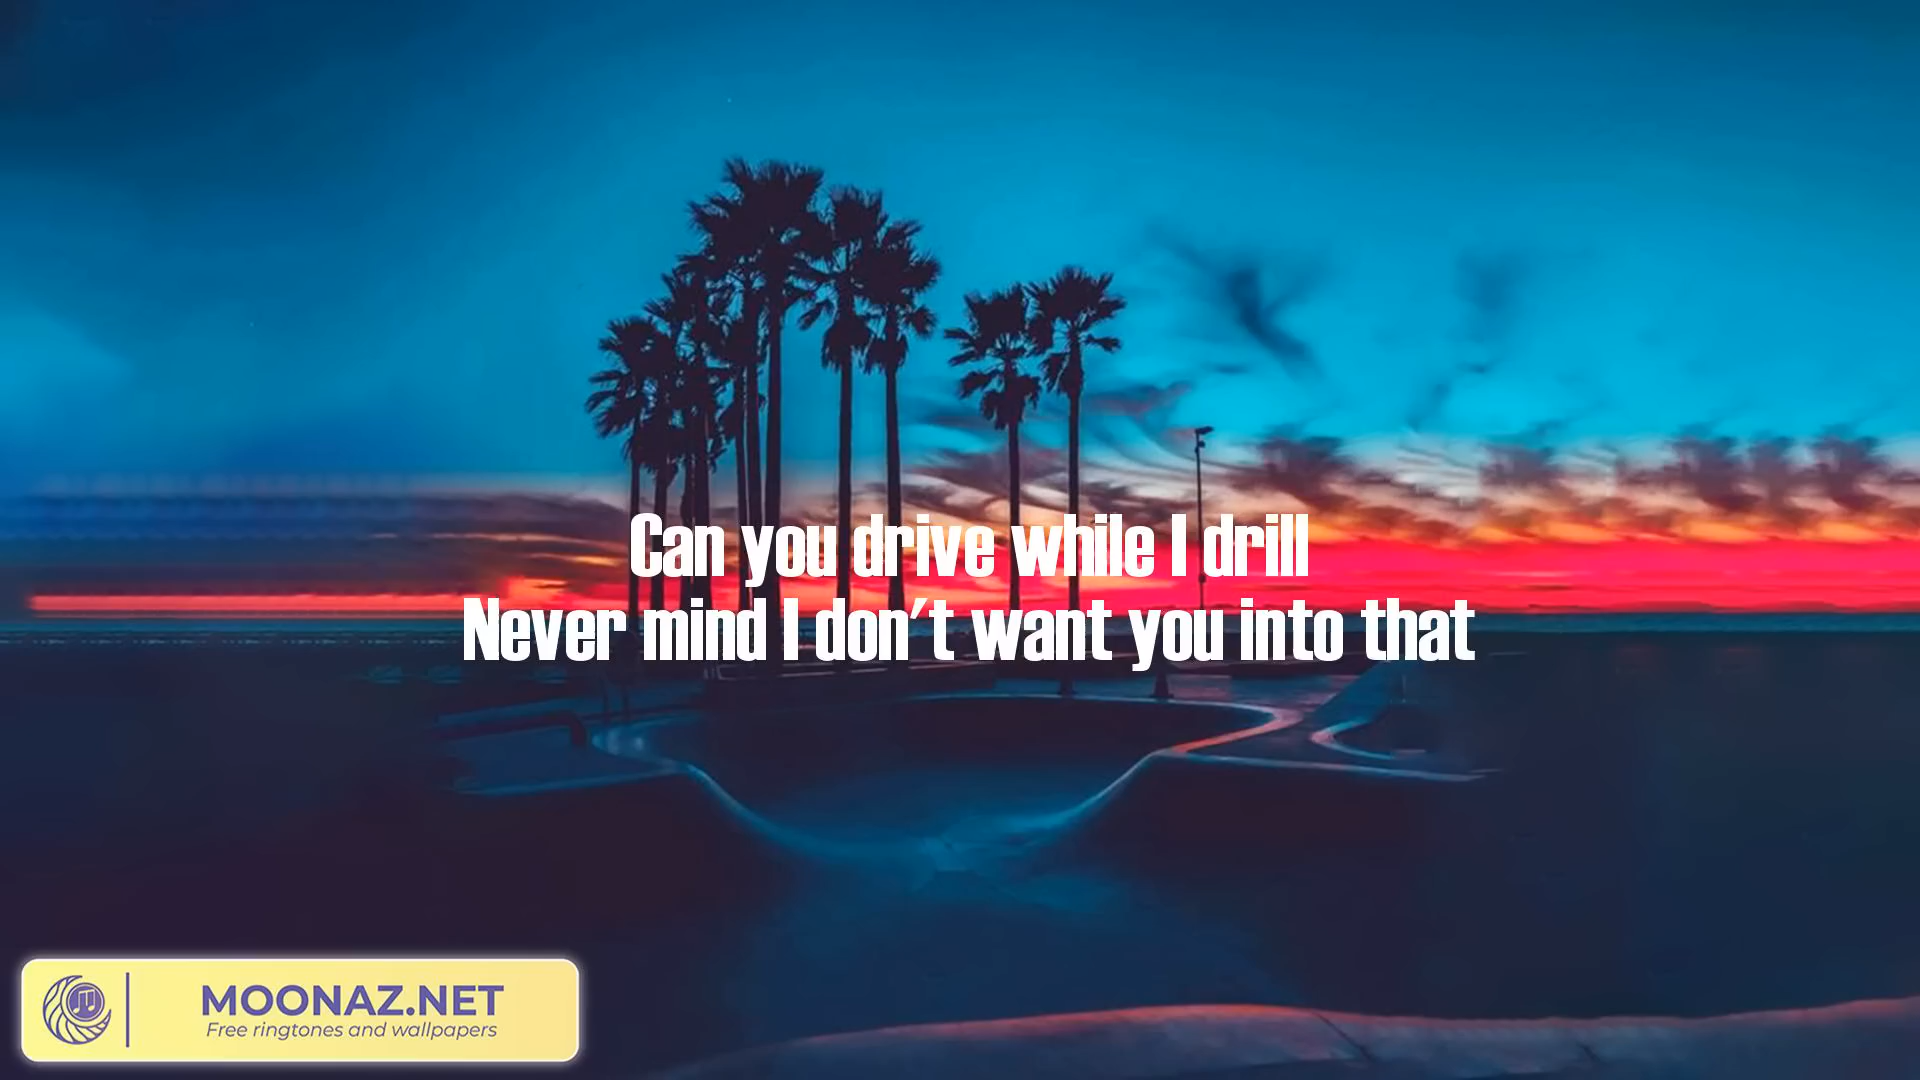 Can you drive while I drill
Never mind I don't want you into that
MOONAZ.NET
Free ringtones and wallpapers